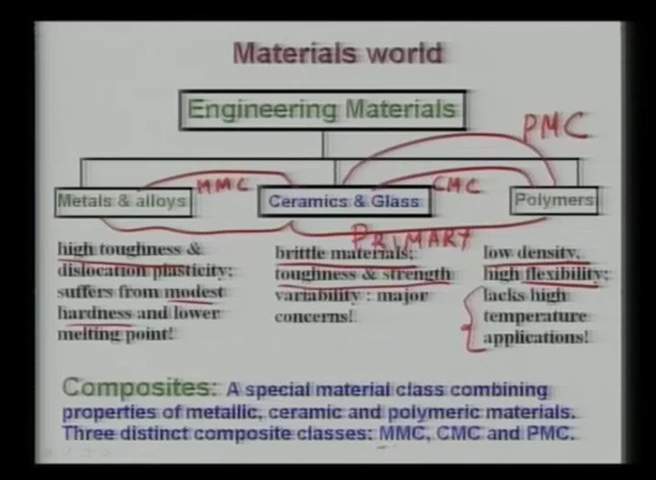 Materials world
Engineering Materials
PMC
MMC
CMC
Metals & alloys
Ceramics & Glass
Polymers
PRIMARY
high toughness &
dislocation plasticity;
suffers from modest
hardness and lower
melting point!
brittle materials;
toughness & strength
variability : major
concerns!
low density,
high flexibility;
lacks high
temperature
applications!
Composites: A special material class combining
properties of metallic, ceramic and polymeric materials.
Three distinct composite classes: MMC, CMC and PMC.